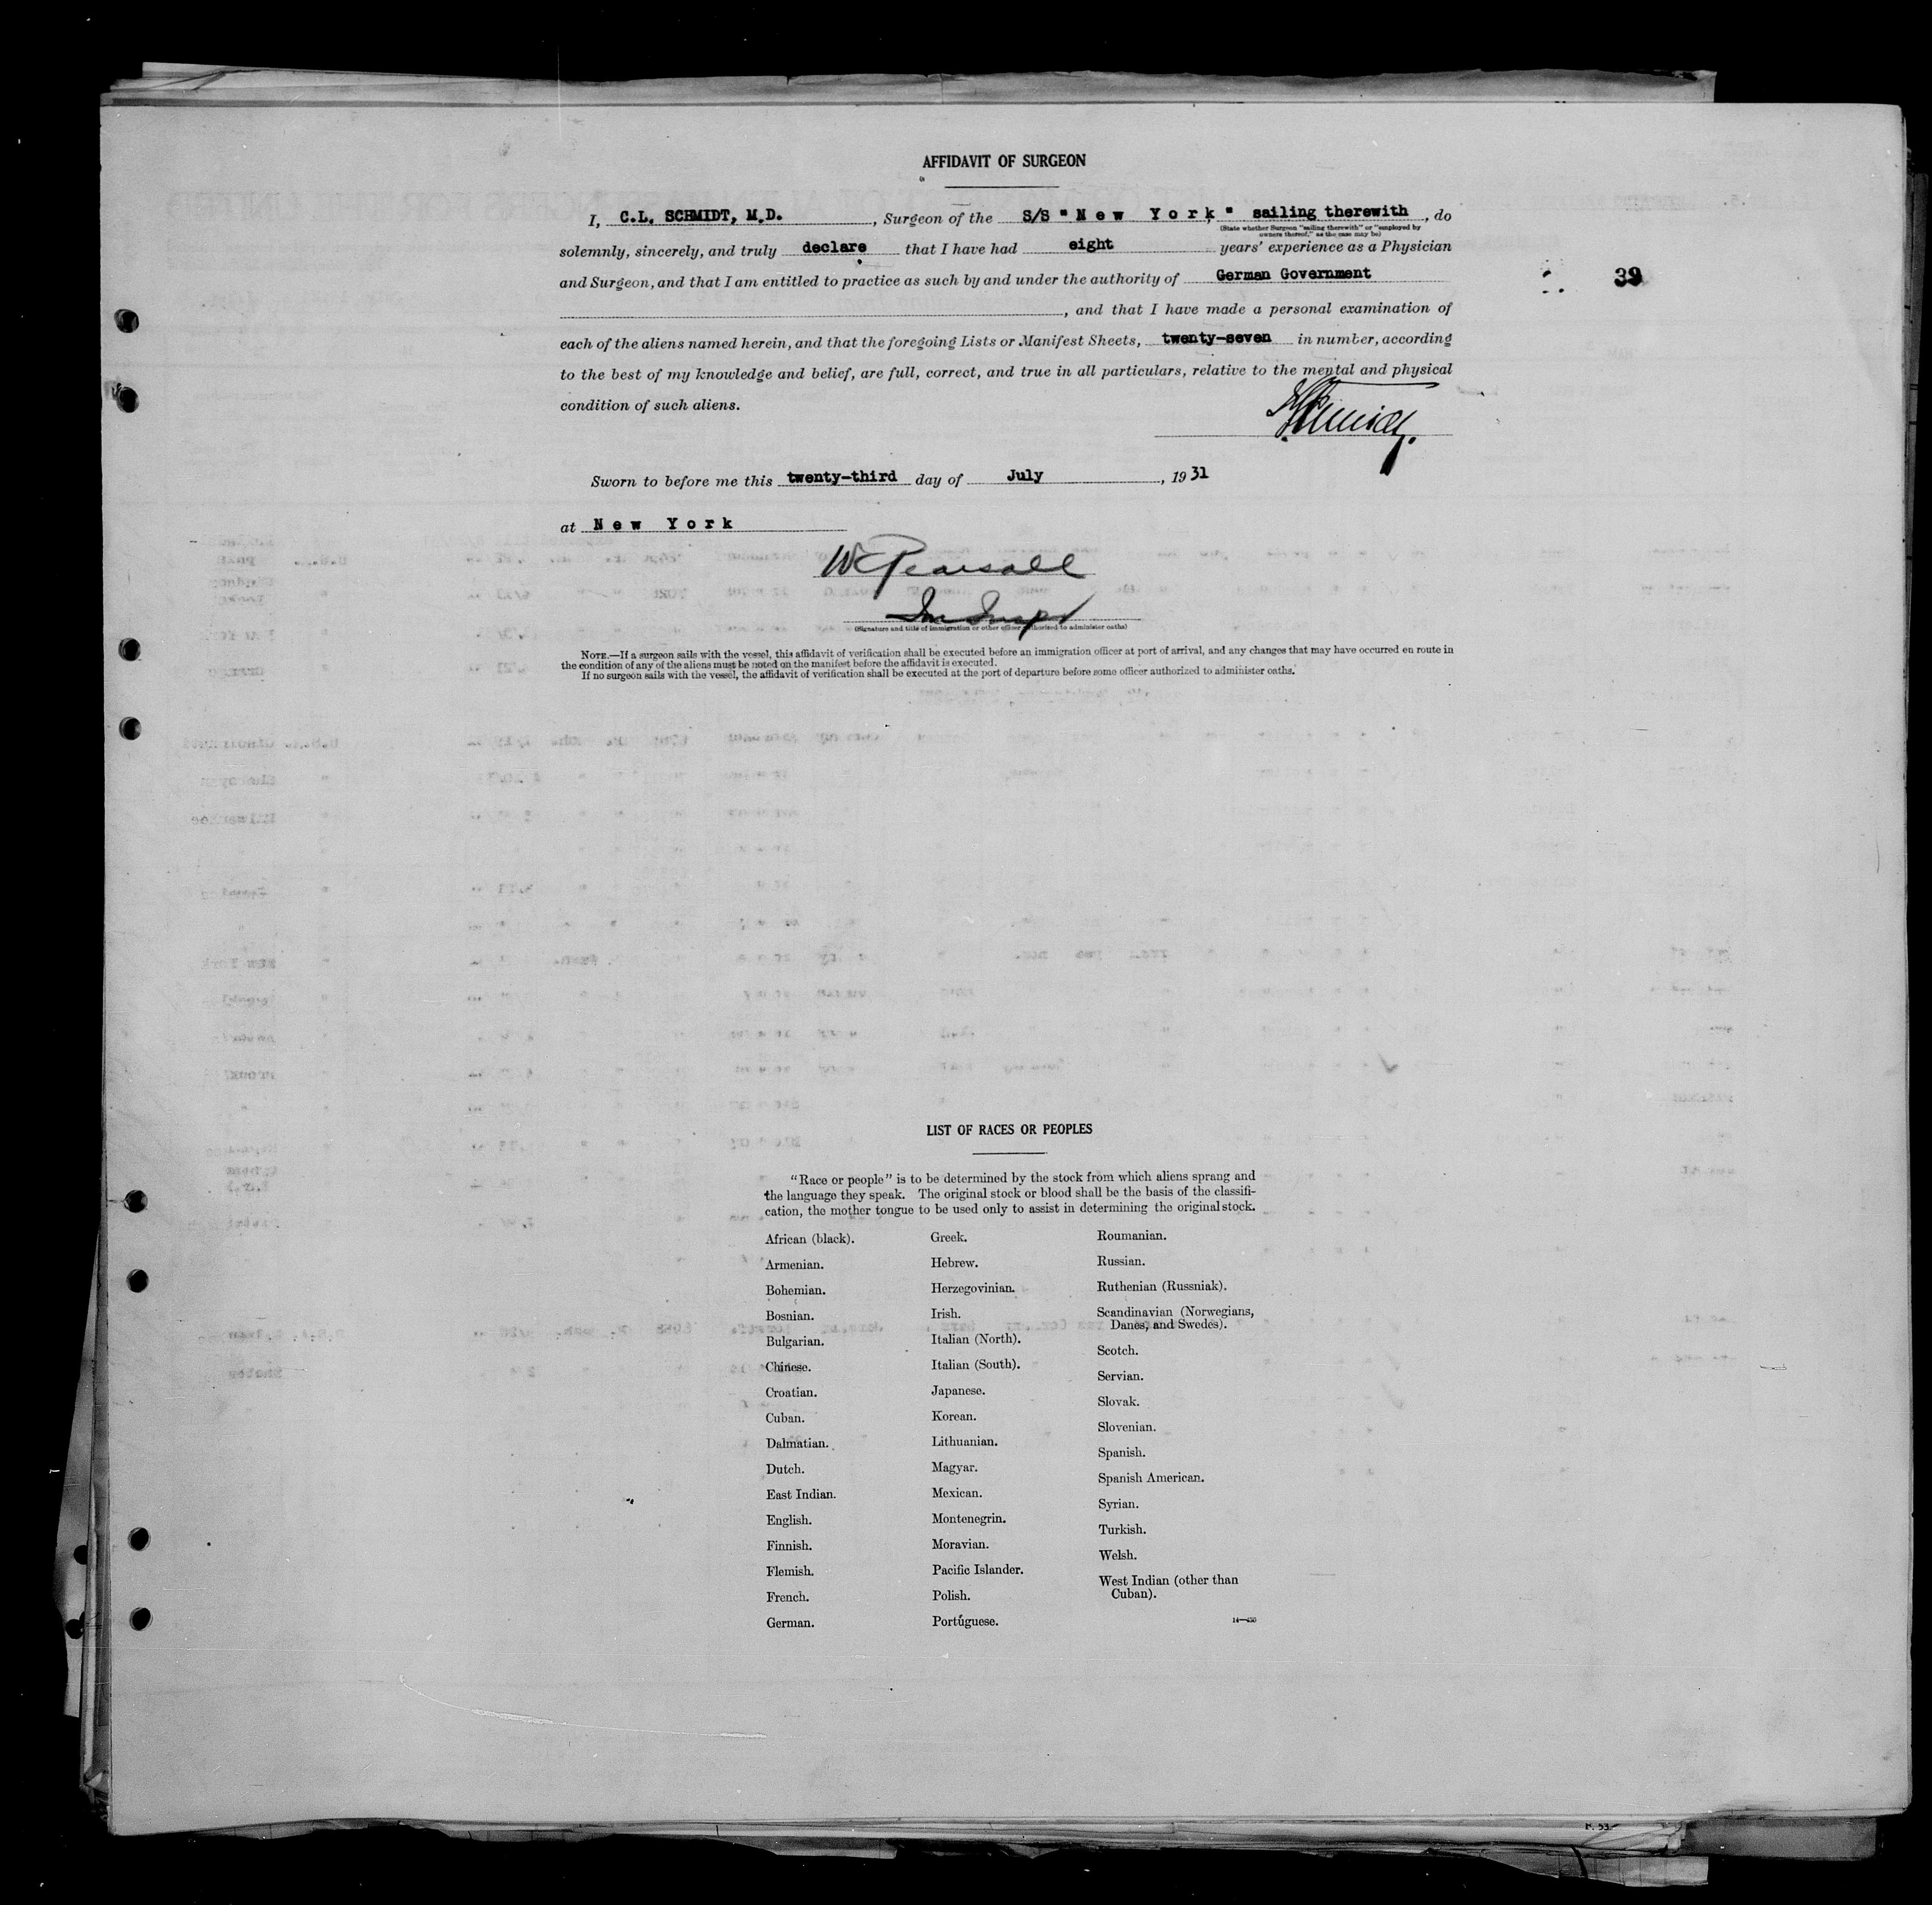 AFFIDAVIT OF SURGEON
I, C.L. SCHMIDT, M.D. , Surgeon of the S/S "New York" sailing therewith , do
(State whether Surgeon "sailing therewith" or "employed by
owners thereof," as the case may be)
solemnly, sincerely, and truly declare that I have had eight years' experience as a Physician
and Surgeon, and that I am entitled to practice as such by and under the authority of German Government
39
, and that I have made a personal examination of
each of the aliens named herein, and that the foregoing Lists or Manifest Sheets, twenty-seven in number, according
to the best of my knowledge and belief, are full, correct, and true in all particulars, relative to the mental and physical
condition of such aliens.
Schmidt.
Sworn to before me this twenty-third day of July , 1931
at New York
W Pearsall
Im Inspr
(Signature and title of immigration or other officer authorized to administer oaths)
NOTE.—If a surgeon sails with the vessel, this affidavit of verification shall be executed before an immigration officer at port of arrival, and any changes that may have occurred en route in
the condition of any of the aliens must be noted on the manifest before the affidavit is executed.
If no surgeon sails with the vessel, the affidavit of verification shall be executed at the port of departure before some officer authorized to administer oaths.
LIST OF RACES OR PEOPLES
"Race or people" is to be determined by the stock from which aliens sprang and
the language they speak. The original stock or blood shall be the basis of the classifi-
cation, the mother tongue to be used only to assist in determining the original stock.
African (black).
Armenian.
Bohemian.
Bosnian.
Bulgarian.
Chinese.
Croatian.
Cuban.
Dalmatian.
Dutch.
East Indian.
English.
Finnish.
Flemish.
French.
German.
Greek.
Hebrew.
Herzegovinian.
Irish.
Italian (North).
Italian (South).
Japanese.
Korean.
Lithuanian.
Magyar.
Mexican.
Montenegrin.
Moravian.
Pacific Islander.
Polish.
Portuguese.
Roumanian.
Russian.
Ruthenian (Russniak).
Scandinavian (Norwegians,
Danes, and Swedes).
Scotch.
Servian.
Slovak.
Slovenian.
Spanish.
Spanish American.
Syrian.
Turkish.
Welsh.
West Indian (other than
Cuban).
14—430